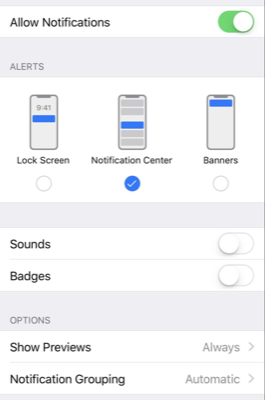 Allow Notifications
ALERTS
9:41
Lock Screen
Notification Center
Banners
Sounds
Badges
OPTIONS
Show Previews Always
Notification Grouping Automatic